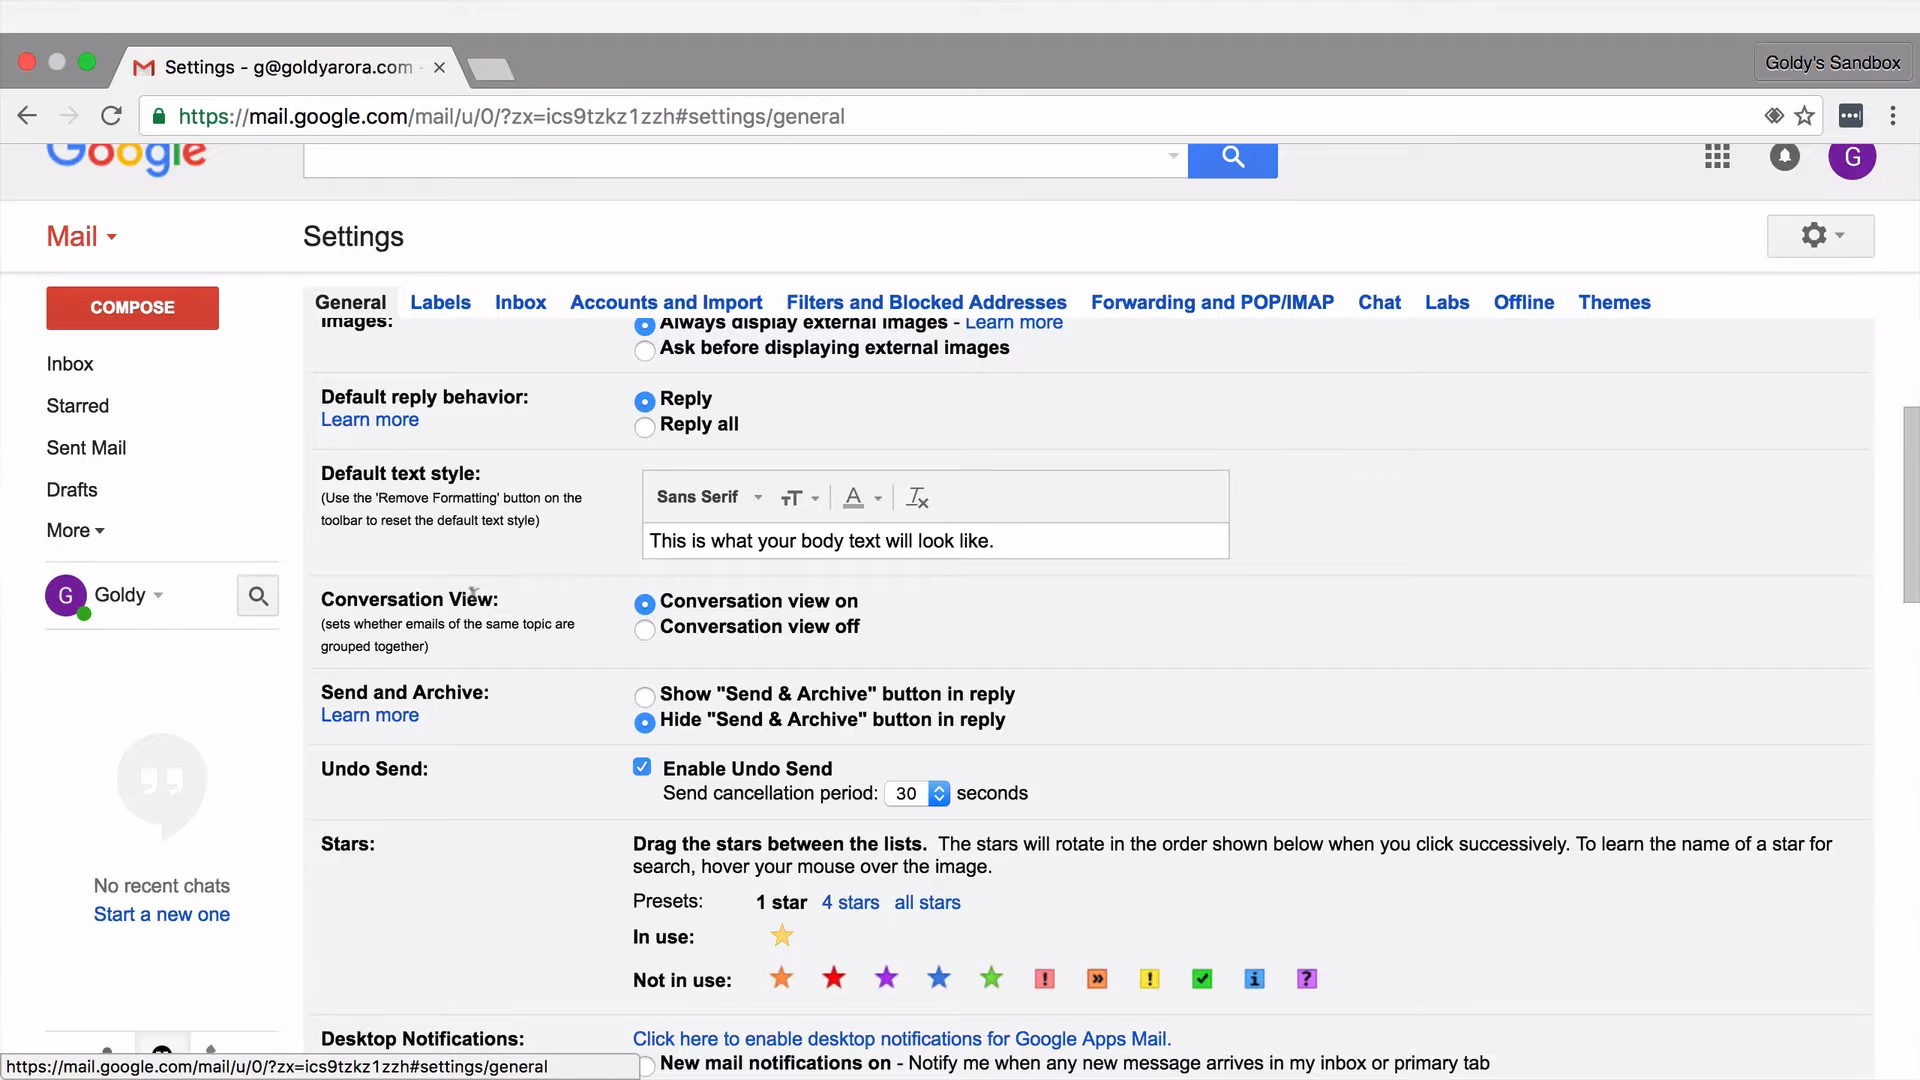 Settings - g@goldyarora.com -
Goldy's Sandbox
https://mail.google.com/mail/u/0/?zx=ics9tzkz1zzh#settings/general
Google
G
Mail
Settings
COMPOSE
General Labels Inbox Accounts and Import Filters and Blocked Addresses Forwarding and POP/IMAP Chat Labs Offline Themes
Inbox
Starred
Sent Mail
Drafts
More
G Goldy
No recent chats
Start a new one
Images:
Always display external images - Learn more
Ask before displaying external images
Default reply behavior:
Learn more
Reply
Reply all
Default text style:
(Use the 'Remove Formatting' button on the
toolbar to reset the default text style)
Sans Serif
This is what your body text will look like.
Conversation View:
(sets whether emails of the same topic are
grouped together)
Conversation view on
Conversation view off
Send and Archive:
Learn more
Show "Send & Archive" button in reply
Hide "Send & Archive" button in reply
Undo Send:
Enable Undo Send
Send cancellation period: 30 seconds
Stars:
Drag the stars between the lists. The stars will rotate in the order shown below when you click successively. To learn the name of a star for
search, hover your mouse over the image.
Presets: 1 star 4 stars all stars
In use:
Not in use:
Desktop Notifications:
Click here to enable desktop notifications for Google Apps Mail.
New mail notifications on - Notify me when any new message arrives in my inbox or primary tab
https://mail.google.com/mail/u/0/?zx=ics9tzkz1zzh#settings/general